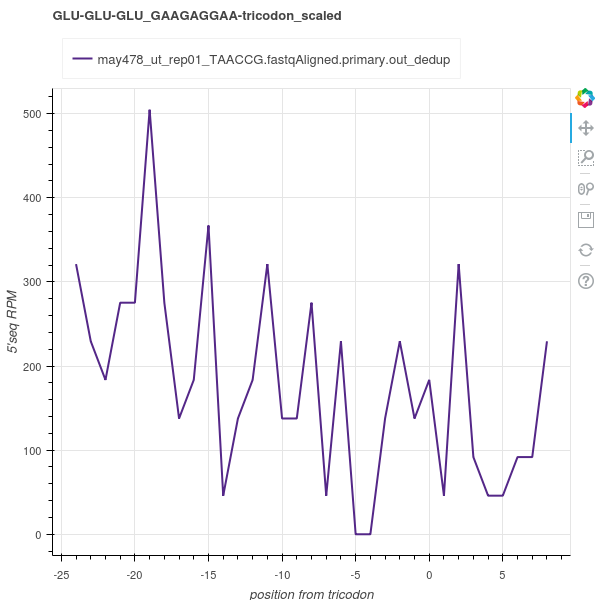 GLU-GLU-GLU_GAAGAGGAA-tricodon_scaled
may478_ut_rep01_TAACCG.fastqAligned.primary.out_dedup
500
400
300
200
100
0
5'seq RPM
-25 -20 -15 -10 -5 0 5
position from tricodon